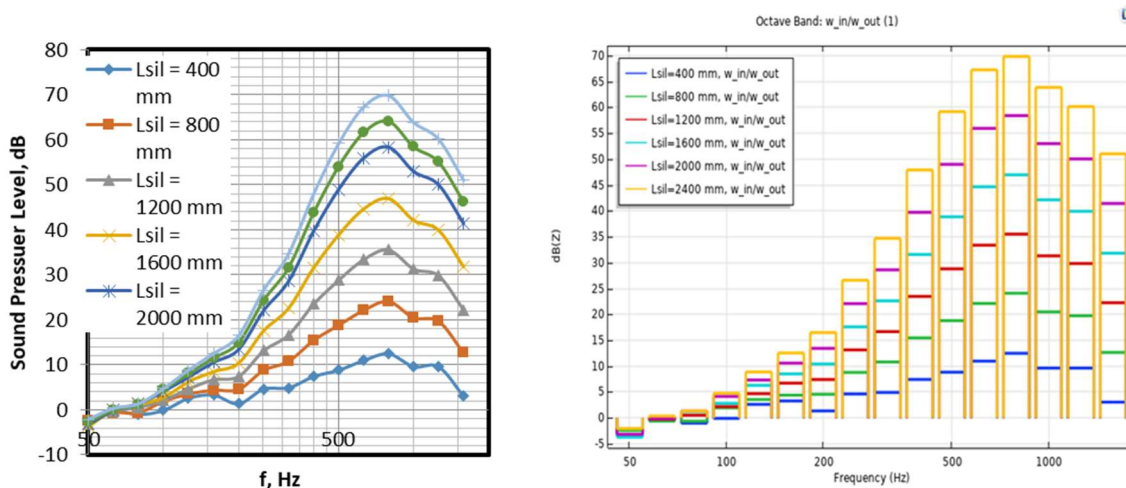 80
70
60
50
40
30
20
10
0
-10
Sound Pressuer Level, dB
Lsil = 400
mm
Lsil = 800
mm
Lsil =
1200 mm
Lsil =
1600 mm
Lsil =
2000 mm
50
500
f, Hz
Octave Band: w_in/w_out (1)
70
65
60
55
50
45
40
35
30
25
20
15
10
5
0
-5
dB(Z)
Lsil=400 mm, w_in/w_out
Lsil=800 mm, w_in/w_out
Lsil=1200 mm, w_in/w_out
Lsil=1600 mm, w_in/w_out
Lsil=2000 mm, w_in/w_out
Lsil=2400 mm, w_in/w_out
50
100
200
500
1000
Frequency (Hz)